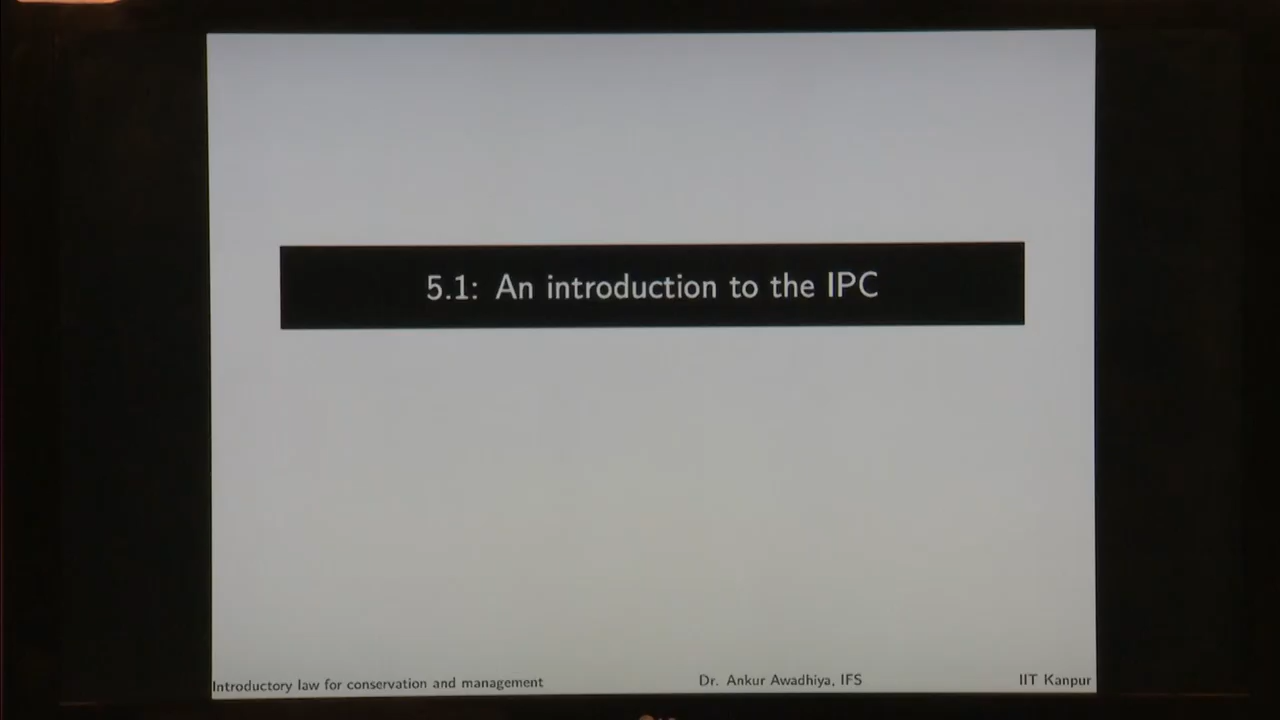 5.1: An introduction to the IPC
Introductory law for conservation and management Dr. Ankur Awadhiya, IFS IIT Kanpur